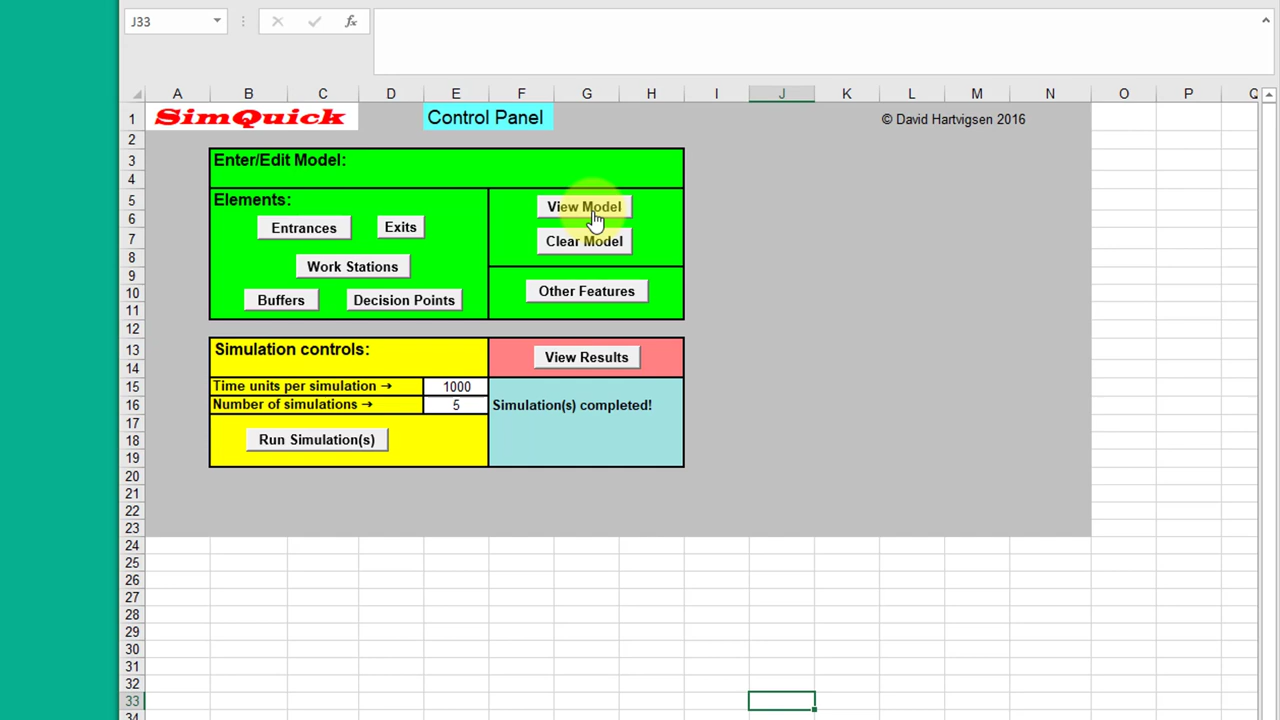 J33
fx
A B C D E F G H I J K L M N O P Q
1 SimQuick Control Panel © David Hartvigsen 2016
2
3 Enter/Edit Model:
4
5 Elements: View Model
6 Entrances Exits
7 Clear Model
8 Work Stations
9
10 Buffers Decision Points Other Features
11
12
13 Simulation controls: View Results
14
15 Time units per simulation → 1000
16 Number of simulations → 5 Simulation(s) completed!
17
18 Run Simulation(s)
19
20
21
22
23
24
25
26
27
28
29
30
31
32
33
34